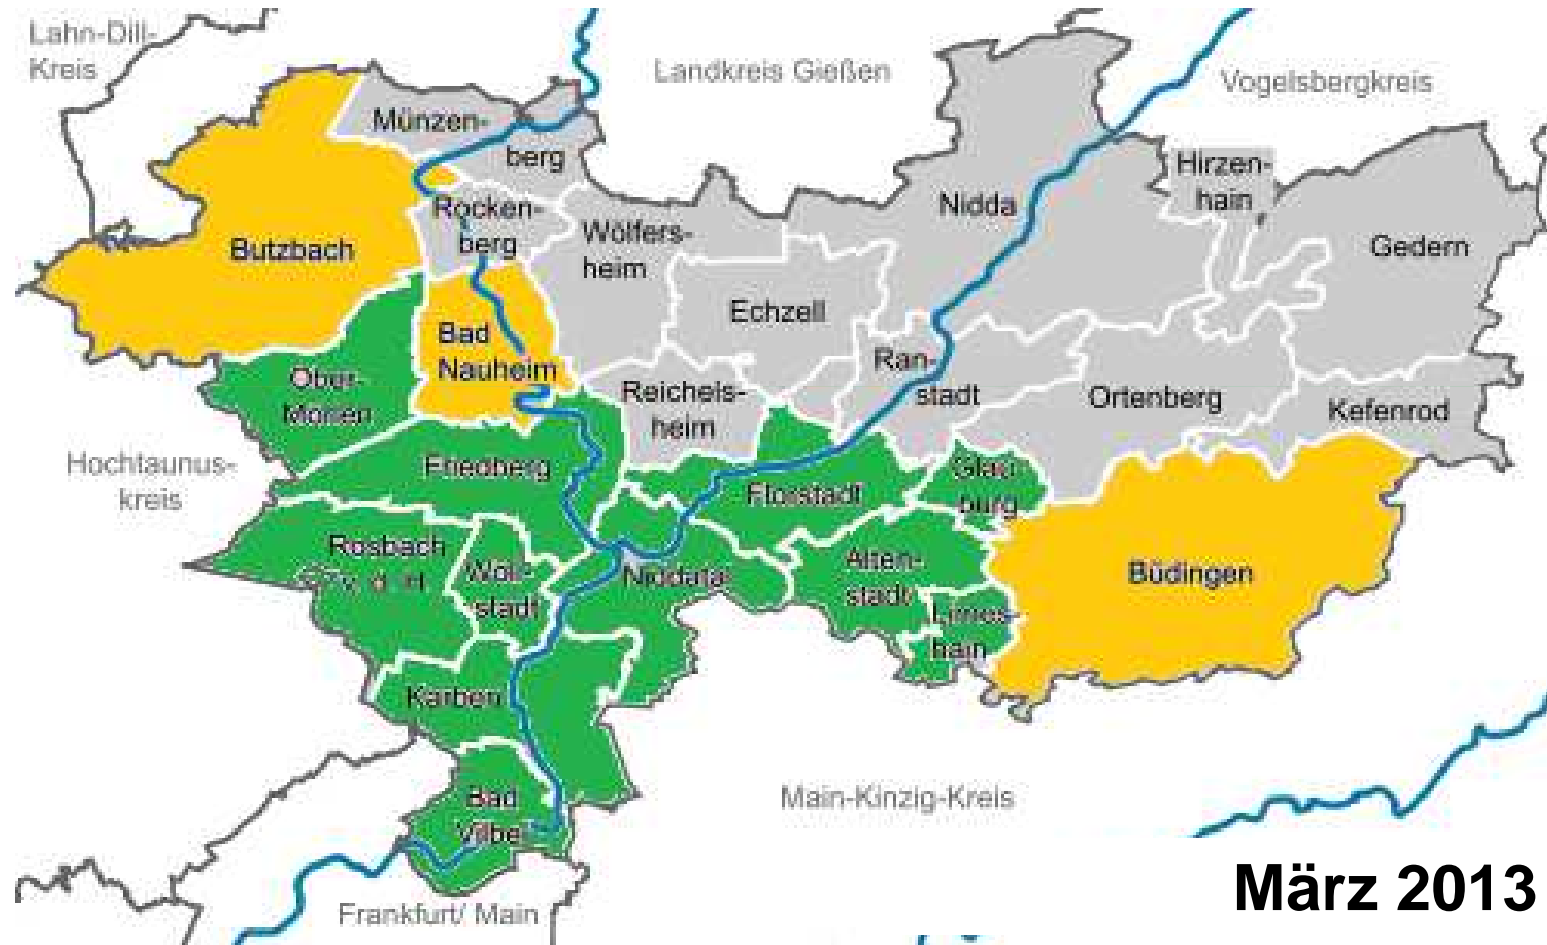 Lahn-Dill-
Kreis
Landkreis Gießen
Vogelsbergkreis
Münzen-
berg
Hirzen-
hain
Nidda
Rocken-
berg
Wölfers-
heim
Butzbach
Gedern
Echzell
Bad
Nauheim
Ran-
stadt
Ober-
Mörlen
Reichels-
heim
Ortenberg
Kefenrod
Hochtaunus-
kreis
Friedberg
Florstadt
Glau
burg
Rosbach
v. d. H.
Wöll-
stadt
Niddatal
Alten-
stadt
Büdingen
Limes-
hain
Karben
Bad
Vilbel
Main-Kinzig-Kreis
Frankfurt/ Main
März 2013